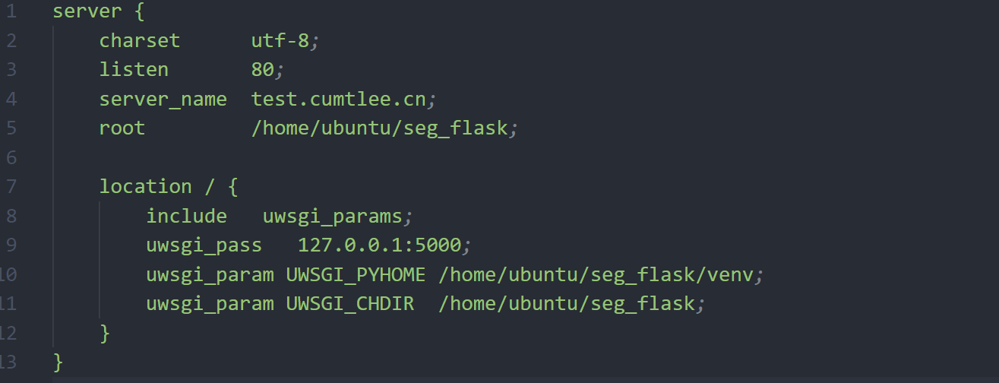 1 server {
2     charset      utf-8;
3     listen       80;
4     server_name  test.cumtlee.cn;
5     root         /home/ubuntu/seg_flask;
6
7     location / {
8         include   uwsgi_params;
9         uwsgi_pass   127.0.0.1:5000;
10         uwsgi_param UWSGI_PYHOME /home/ubuntu/seg_flask/venv;
11         uwsgi_param UWSGI_CHDIR  /home/ubuntu/seg_flask;
12     }
13 }